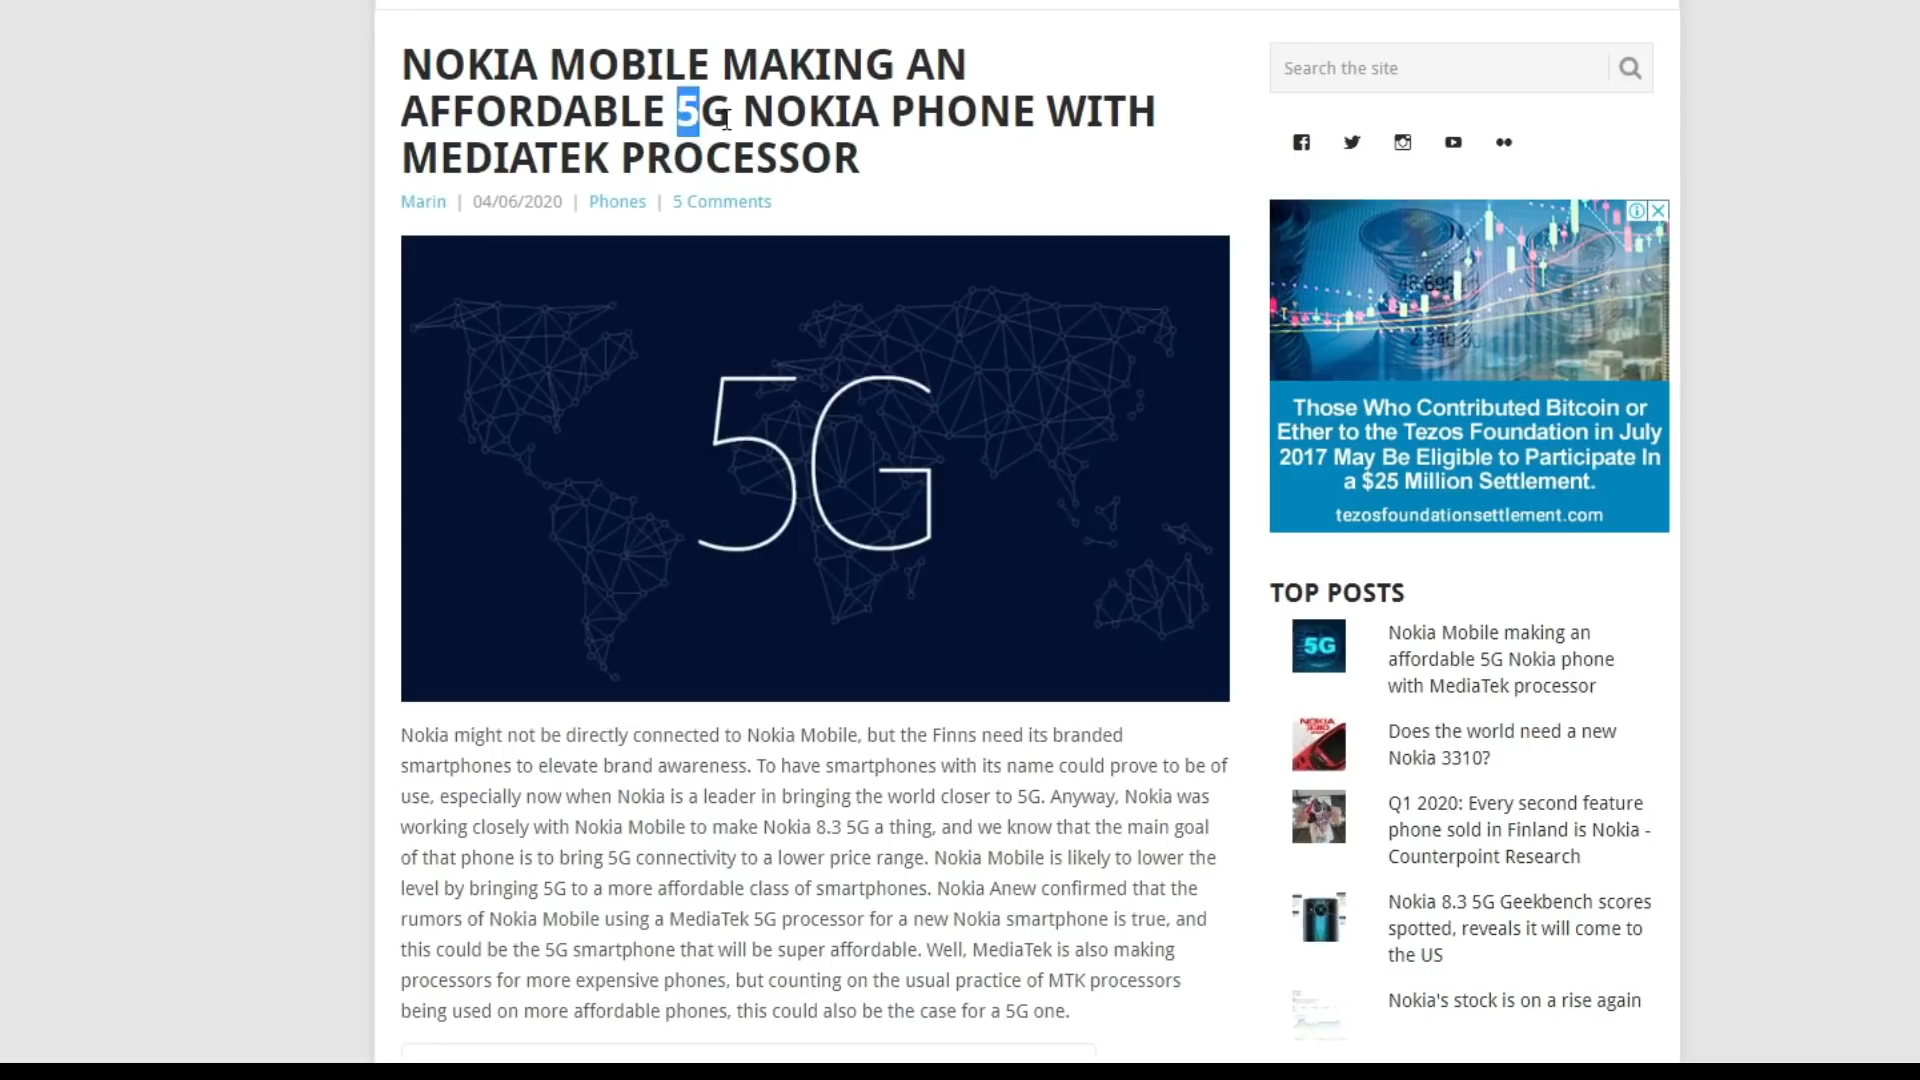 NOKIA MOBILE MAKING AN
AFFORDABLE 5G NOKIA PHONE WITH
MEDIATEK PROCESSOR
Marin | 04/06/2020 | Phones | 5 Comments
5G
Nokia might not be directly connected to Nokia Mobile, but the Finns need its branded
smartphones to elevate brand awareness. To have smartphones with its name could prove to be of
use, especially now when Nokia is a leader in bringing the world closer to 5G. Anyway, Nokia was
working closely with Nokia Mobile to make Nokia 8.3 5G a thing, and we know that the main goal
of that phone is to bring 5G connectivity to a lower price range. Nokia Mobile is likely to lower the
level by bringing 5G to a more affordable class of smartphones. Nokia Anew confirmed that the
rumors of Nokia Mobile using a MediaTek 5G processor for a new Nokia smartphone is true, and
this could be the 5G smartphone that will be super affordable. Well, MediaTek is also making
processors for more expensive phones, but counting on the usual practice of MTK processors
being used on more affordable phones, this could also be the case for a 5G one.
Search the site
Those Who Contributed Bitcoin or
Ether to the Tezos Foundation in July
2017 May Be Eligible to Participate In
a $25 Million Settlement.
tezosfoundationsettlement.com
TOP POSTS
5G
Nokia Mobile making an
affordable 5G Nokia phone
with MediaTek processor
NOKIA
3310
Does the world need a new
Nokia 3310?
Q1 2020: Every second feature
phone sold in Finland is Nokia -
Counterpoint Research
Nokia 8.3 5G Geekbench scores
spotted, reveals it will come to
the US
Nokia's stock is on a rise again